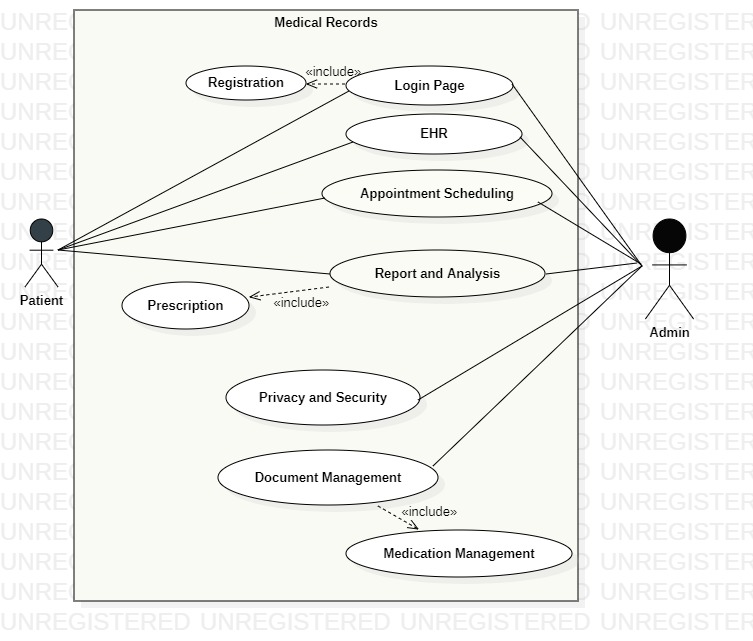 Medical Records
Registration
«include»
Login Page
EHR
Appointment Scheduling
Report and Analysis
Patient
Prescription
«include»
Admin
Privacy and Security
Document Management
«include»
Medication Management
UNREGISTERED UNREGISTERED UNREGISTERED UNREGISTERED